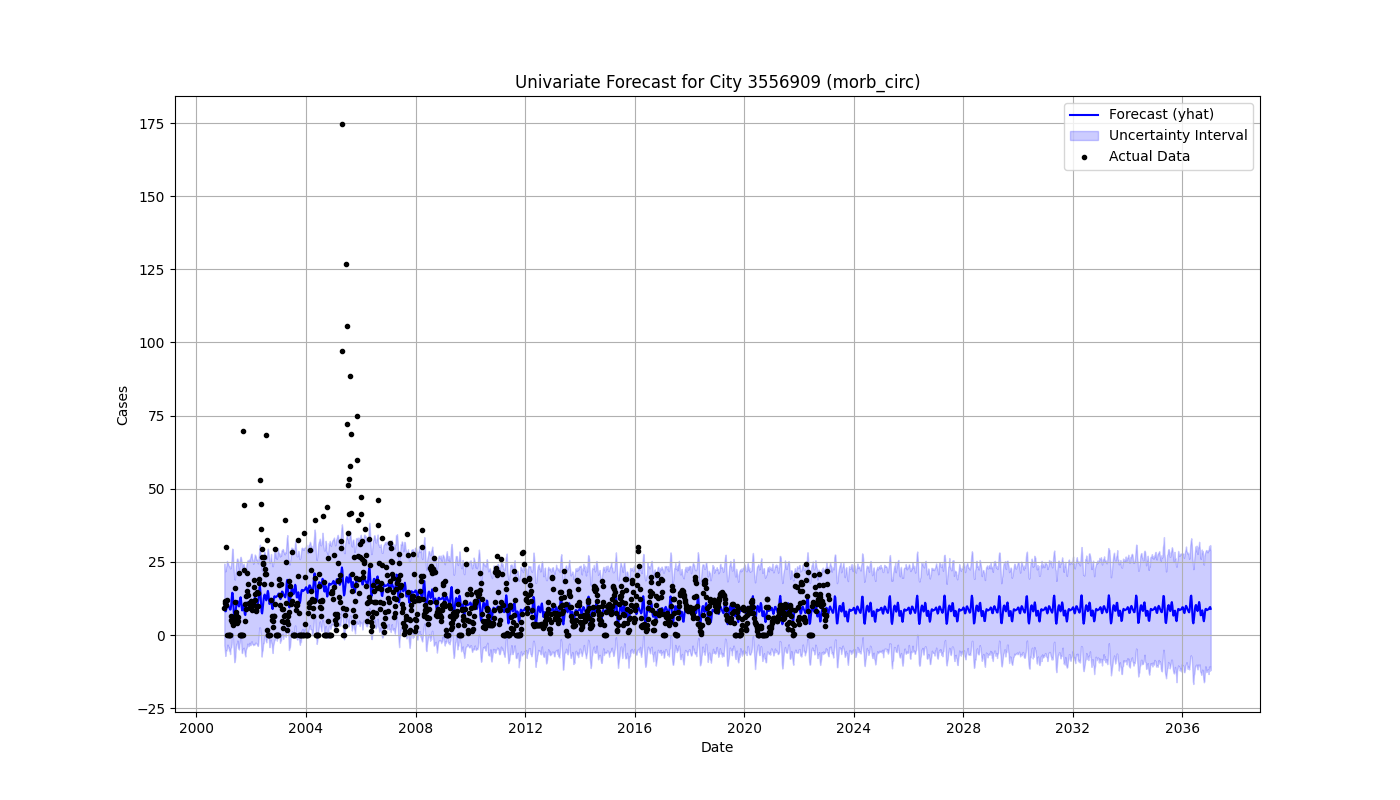 Univariate Forecast for City 3556909 (morb_circ)
Forecast (yhat)
Uncertainty Interval
Actual Data
175
150
125
100
75
50
25
0
−25
Cases
2000 2004 2008 2012 2016 2020 2024 2028 2032 2036
Date